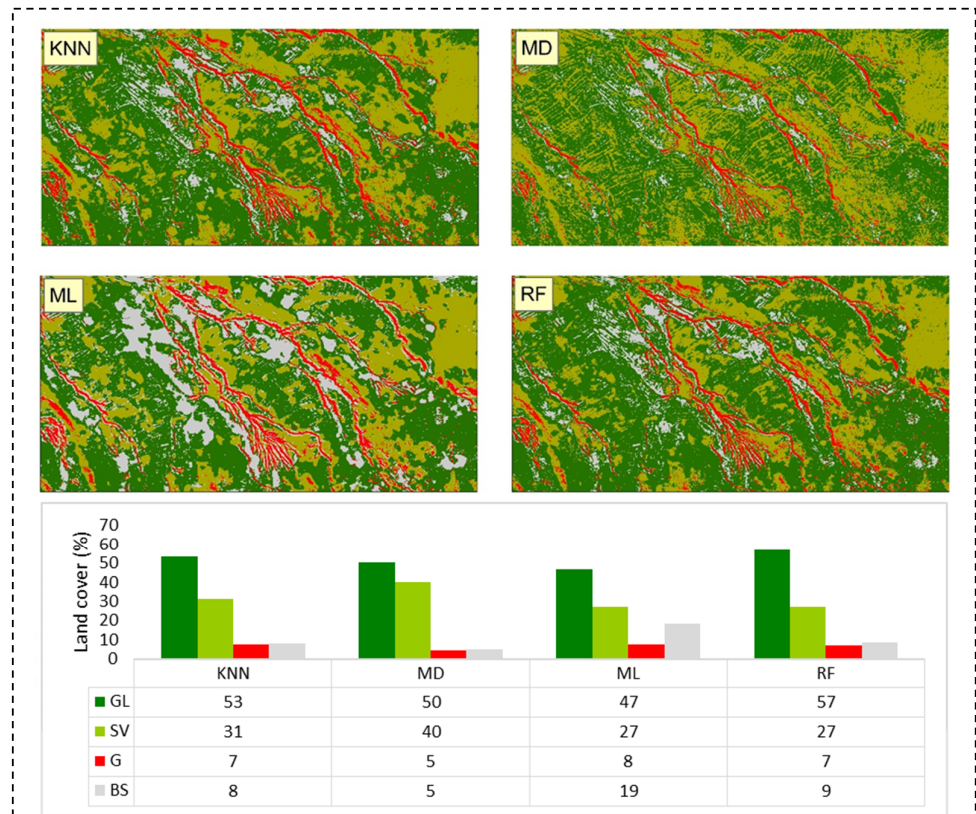 KNN
MD
ML
RF
Land cover (%)
70
60
50
40
30
20
10
0
KNN MD ML RF
GL 53 50 47 57
SV 31 40 27 27
G 7 5 8 7
BS 8 5 19 9